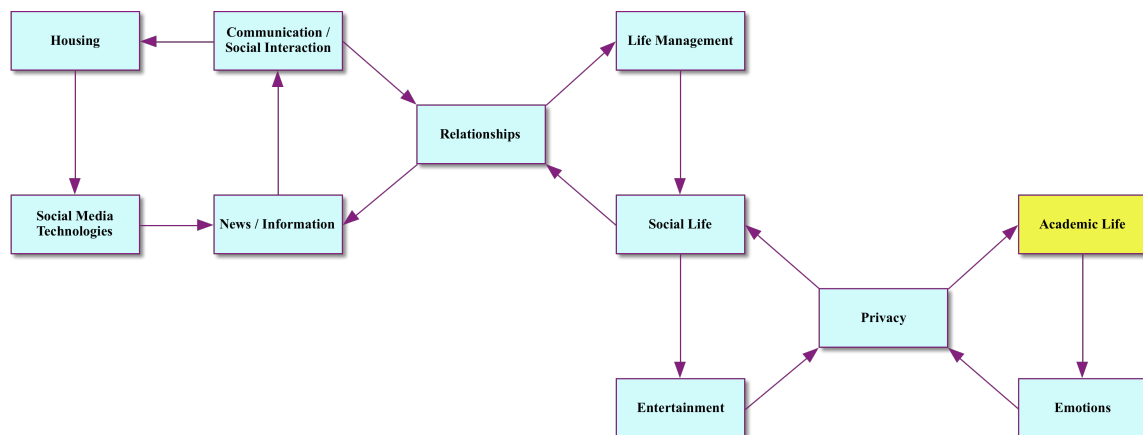 Housing
Communication /
Social Interaction
Life Management
Relationships
Social Media
Technologies
News / Information
Social Life
Academic Life
Privacy
Entertainment
Emotions